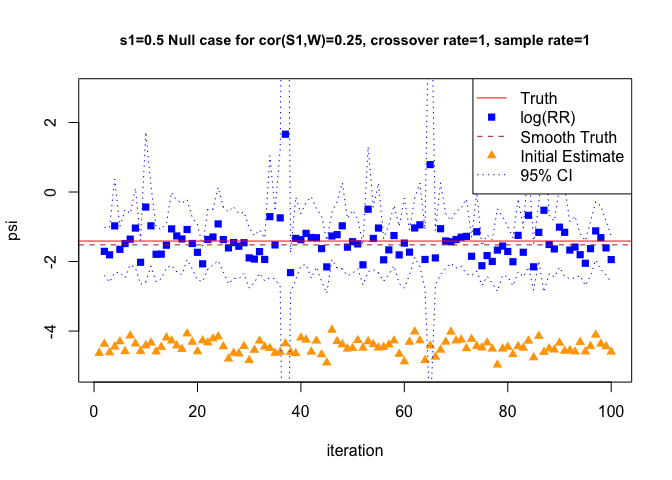 s1=0.5 Null case for cor(S1,W)=0.25, crossover rate=1, sample rate=1
Truth
log(RR)
Smooth Truth
Initial Estimate
95% CI
psi
2
0
-2
-4
0 20 40 60 80 100
iteration